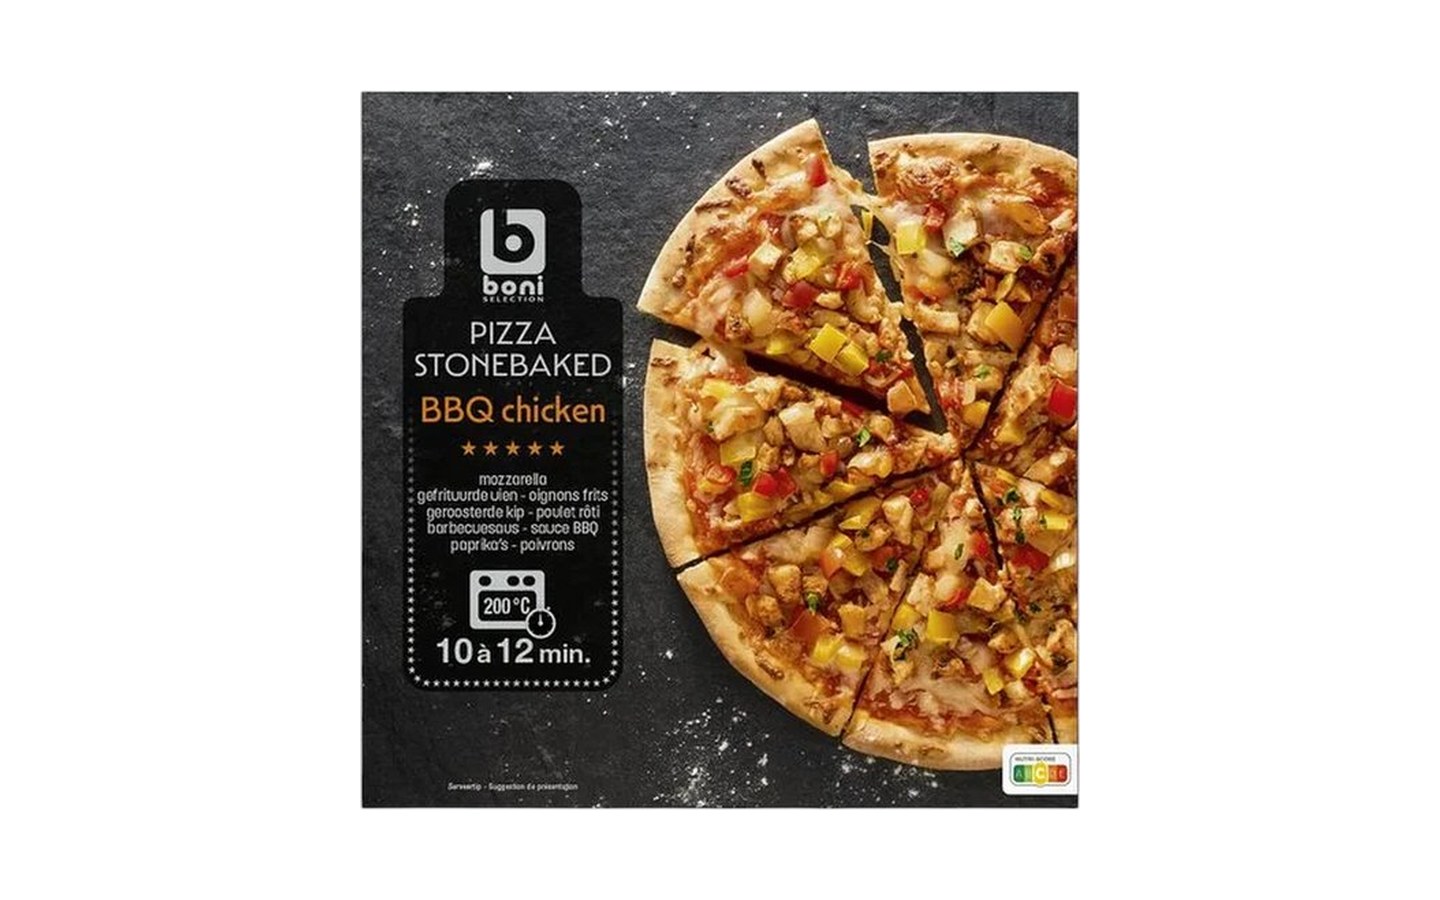 b
boni
SELECTION
PIZZA
STONEBAKED
BBQ chicken
mozzarella
gefrituurde uien - oignons frits
geroosterde kip - poulet rôti
barbecuesaus - sauce BBQ
paprika's - poivrons
200°C
10 à 12 min.
Serveertip - Suggestion de présentation
NUTRI-SCORE
A B C D E